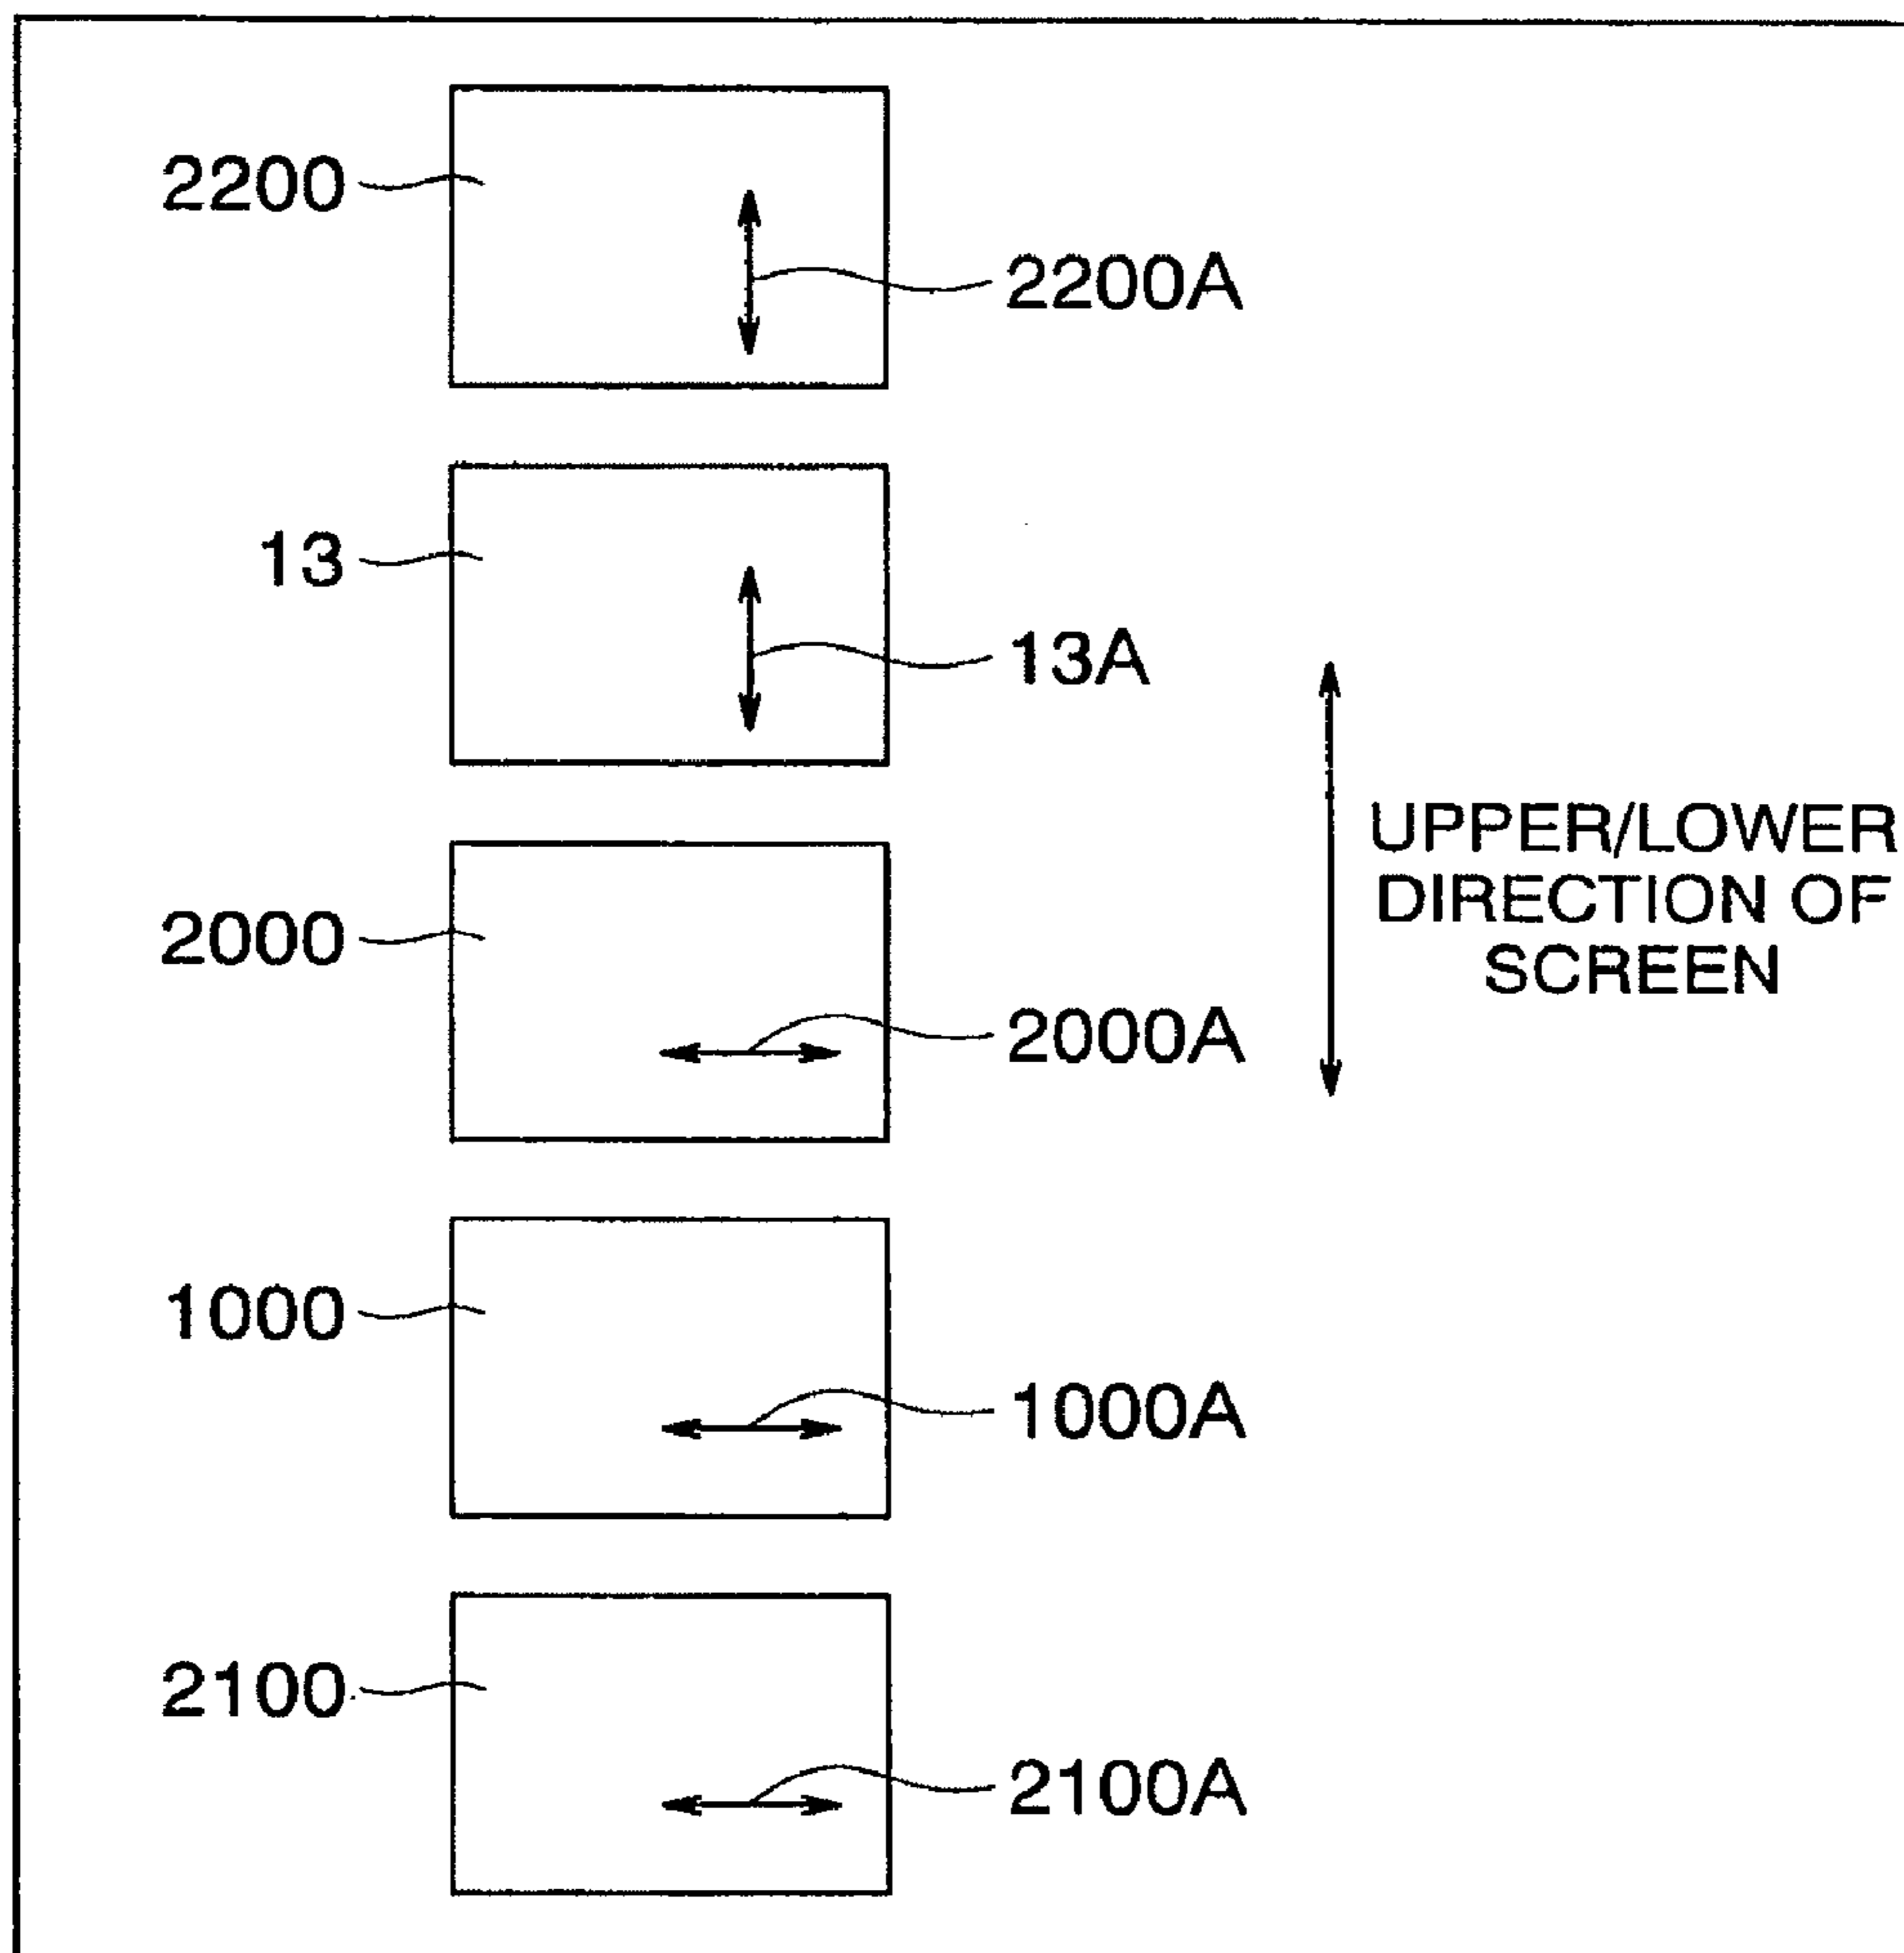 2200
2200A
13
13A
UPPER/LOWER
DIRECTION OF
SCREEN
2000
2000A
1000
1000A
2100
2100A